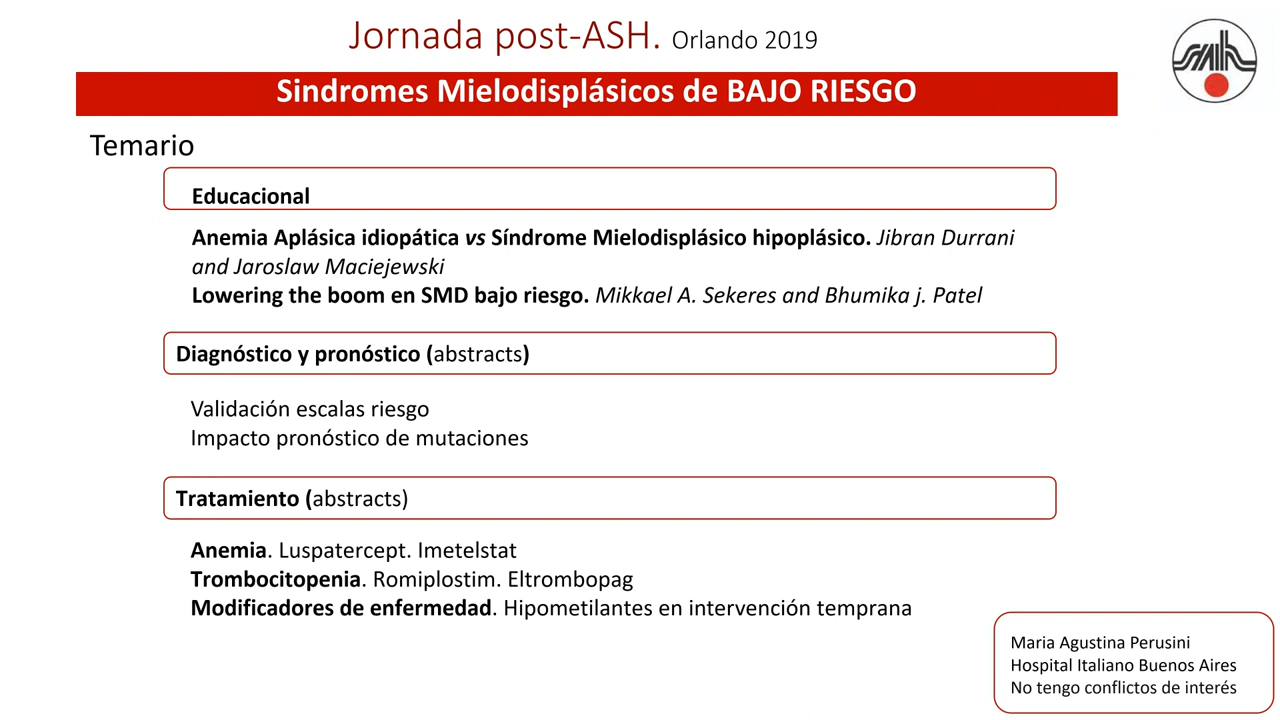 Jornada post-ASH. Orlando 2019
Sindromes Mielodisplásicos de BAJO RIESGO
Temario
Educacional
Anemia Aplásica idiopática vs Síndrome Mielodisplásico hipoplásico. Jibran Durrani
and Jaroslaw Maciejewski
Lowering the boom en SMD bajo riesgo. Mikkael A. Sekeres and Bhumika j. Patel
Diagnóstico y pronóstico (abstracts)
Validación escalas riesgo
Impacto pronóstico de mutaciones
Tratamiento (abstracts)
Anemia. Luspatercept. Imetelstat
Trombocitopenia. Romiplostim. Eltrombopag
Modificadores de enfermedad. Hipometilantes en intervención temprana
Maria Agustina Perusini
Hospital Italiano Buenos Aires
No tengo conflictos de interés